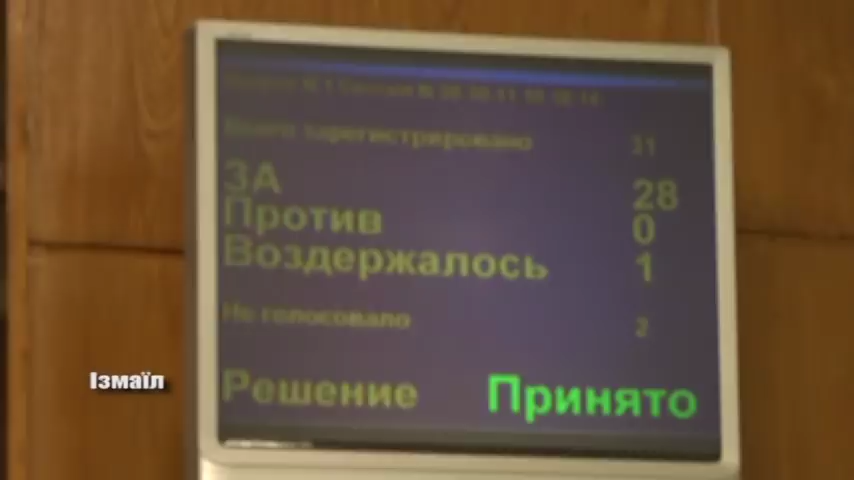 Всего зарегистрировано 31
ЗА 28
Против 0
Воздержалось 1
Не голосовало 2
Решение Принято
Ізмаїл